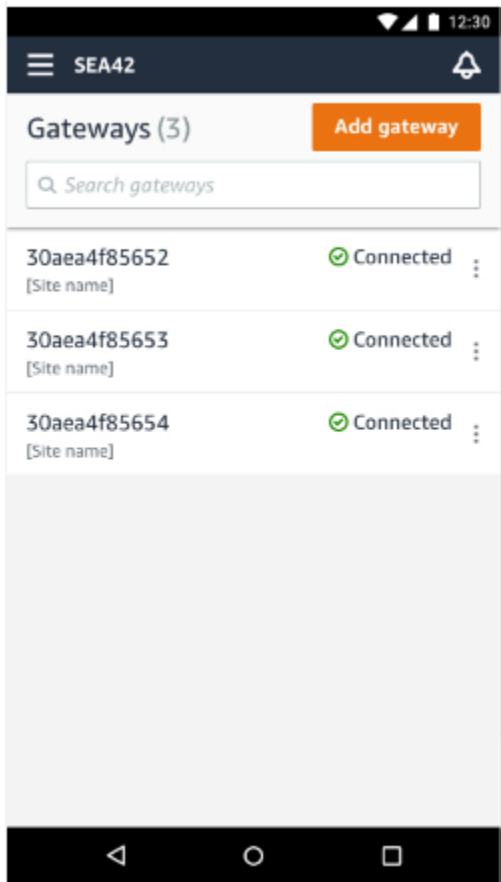 12:30
SEA42
Gateways (3)
Add gateway
Search gateways
30aea4f85652
Connected
[Site name]
30aea4f85653
Connected
[Site name]
30aea4f85654
Connected
[Site name]